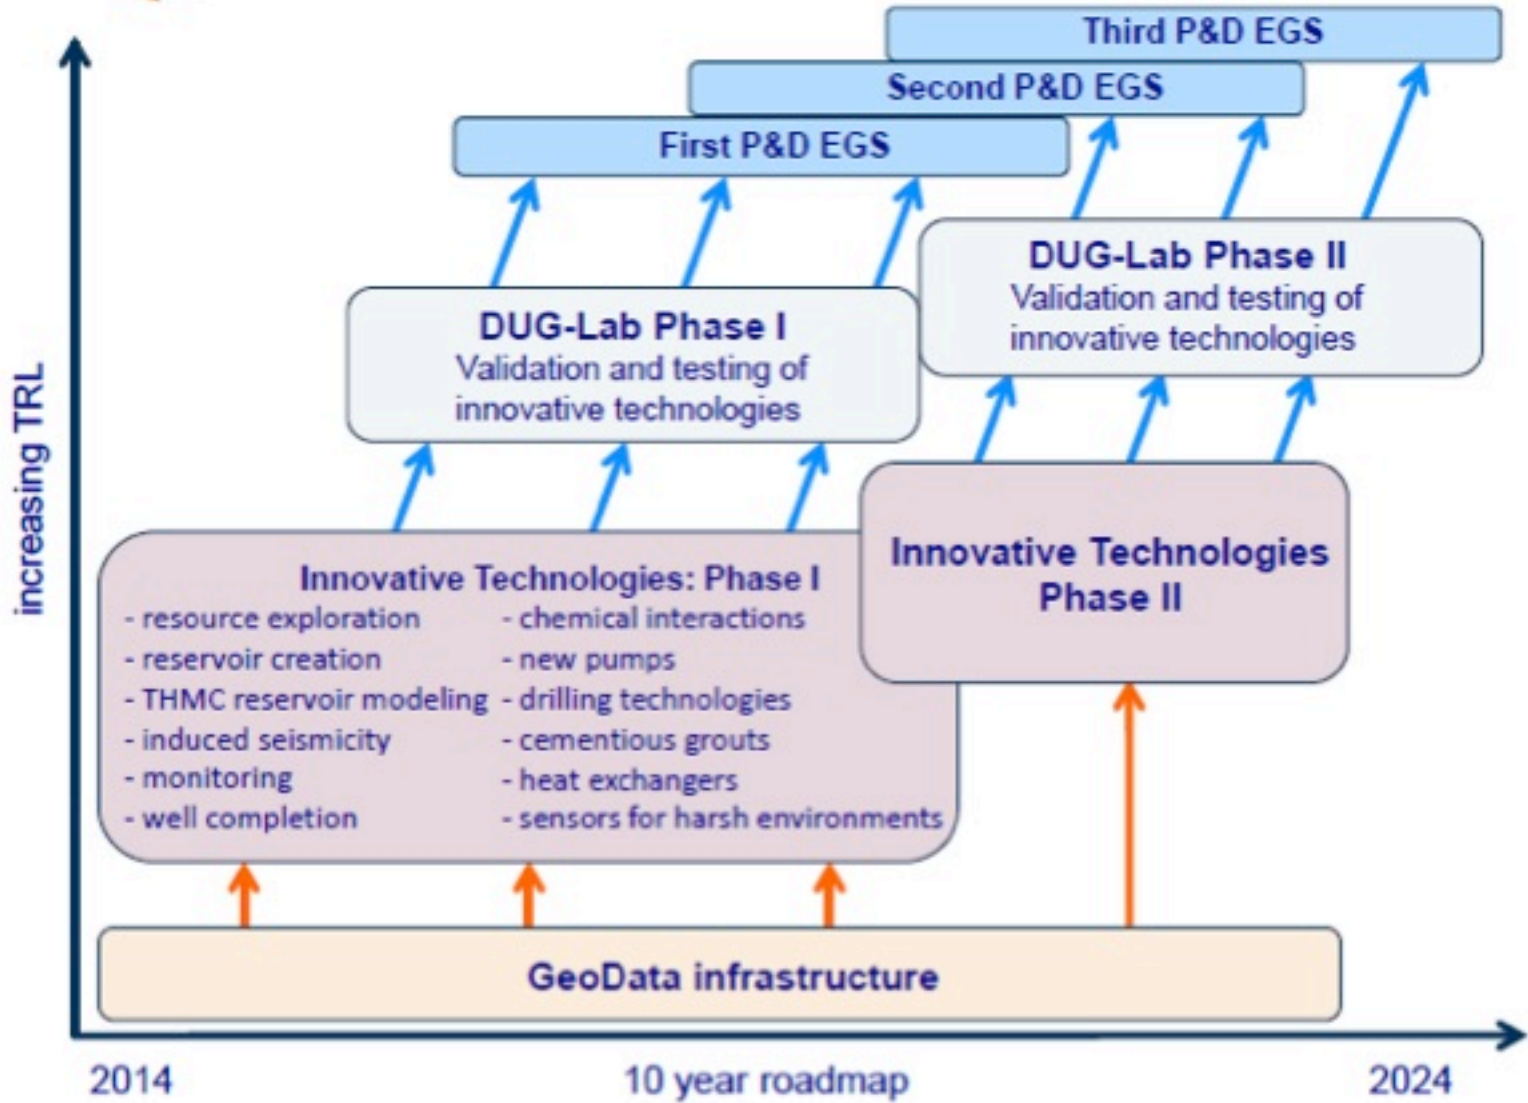 Third P&D EGS
Second P&D EGS
First P&D EGS
DUG-Lab Phase II
Validation and testing of
innovative technologies
DUG-Lab Phase I
Validation and testing of
innovative technologies
increasing TRL
Innovative Technologies
Phase II
Innovative Technologies: Phase I
- resource exploration
- reservoir creation
- THMC reservoir modeling
- induced seismicity
- monitoring
- well completion
- chemical interactions
- new pumps
- drilling technologies
- cementious grouts
- heat exchangers
- sensors for harsh environments
GeoData infrastructure
2014
10 year roadmap
2024